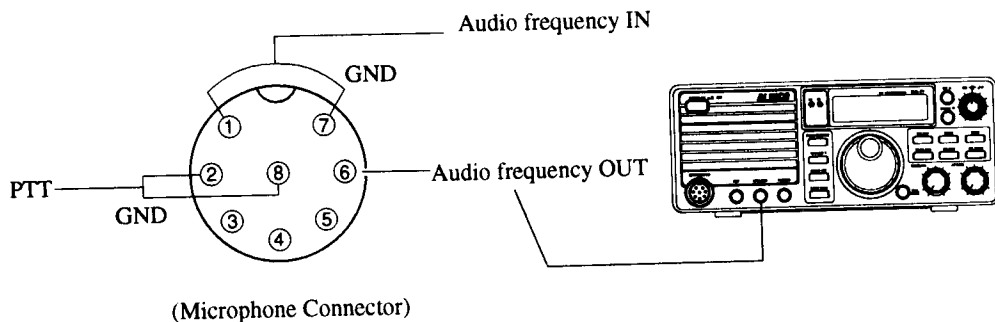 Audio frequency IN
GND
1
7
2
8
6
PTT
GND
Audio frequency OUT
3
5
4
ALINCO
(Microphone Connector)